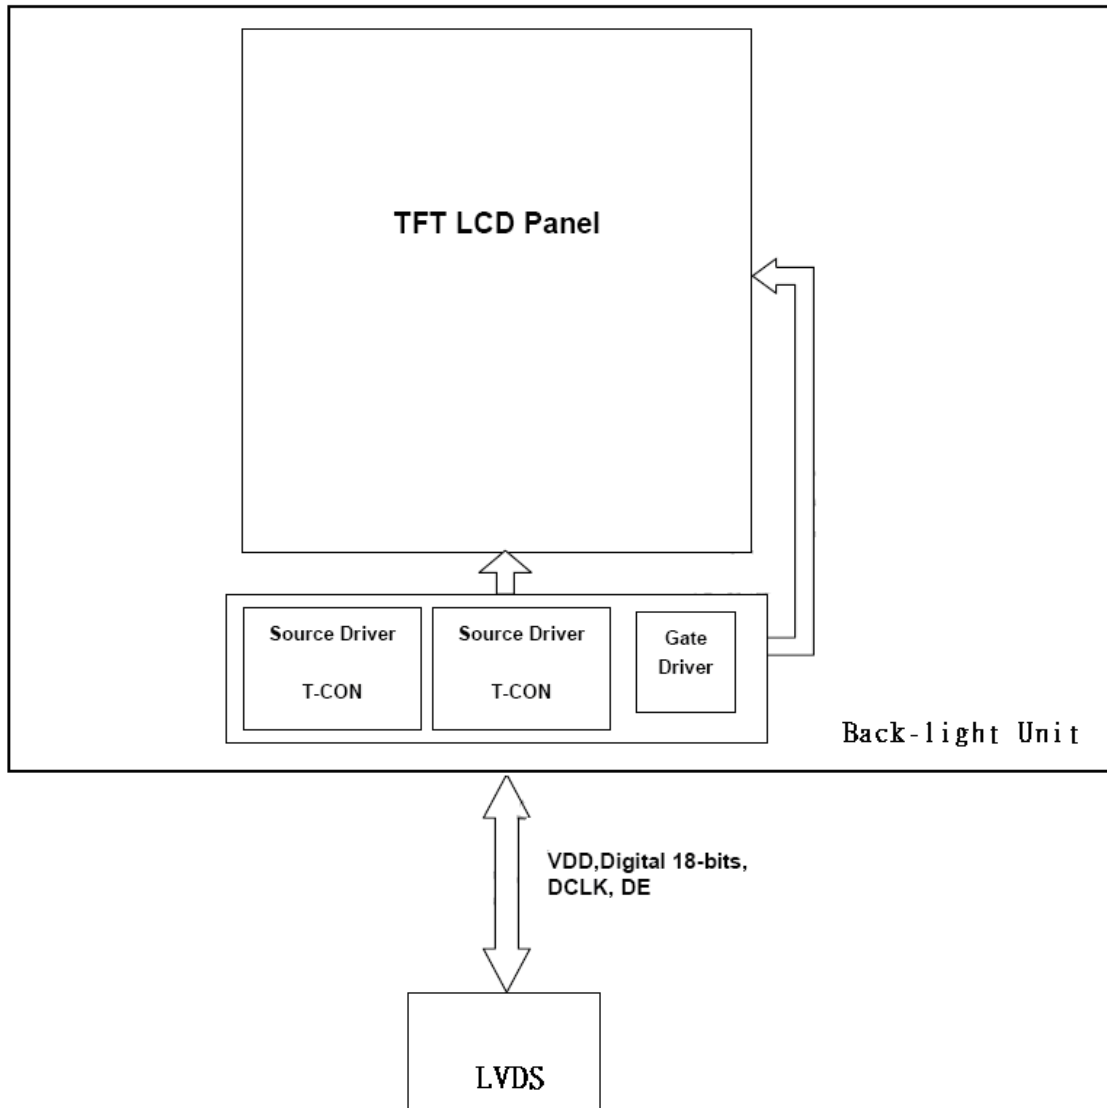 TFT LCD Panel
Source Driver
T-CON
Source Driver
T-CON
Gate
Driver
Back-light Unit
VDD,Digital 18-bits,
DCLK, DE
LVDS